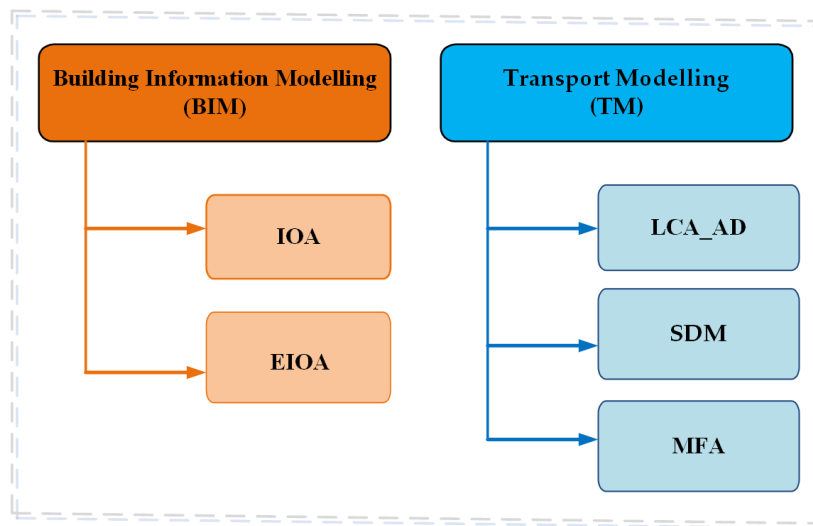 Building Information Modelling
(BIM)
IOA
EIOA
Transport Modelling
(TM)
LCA_AD
SDM
MFA